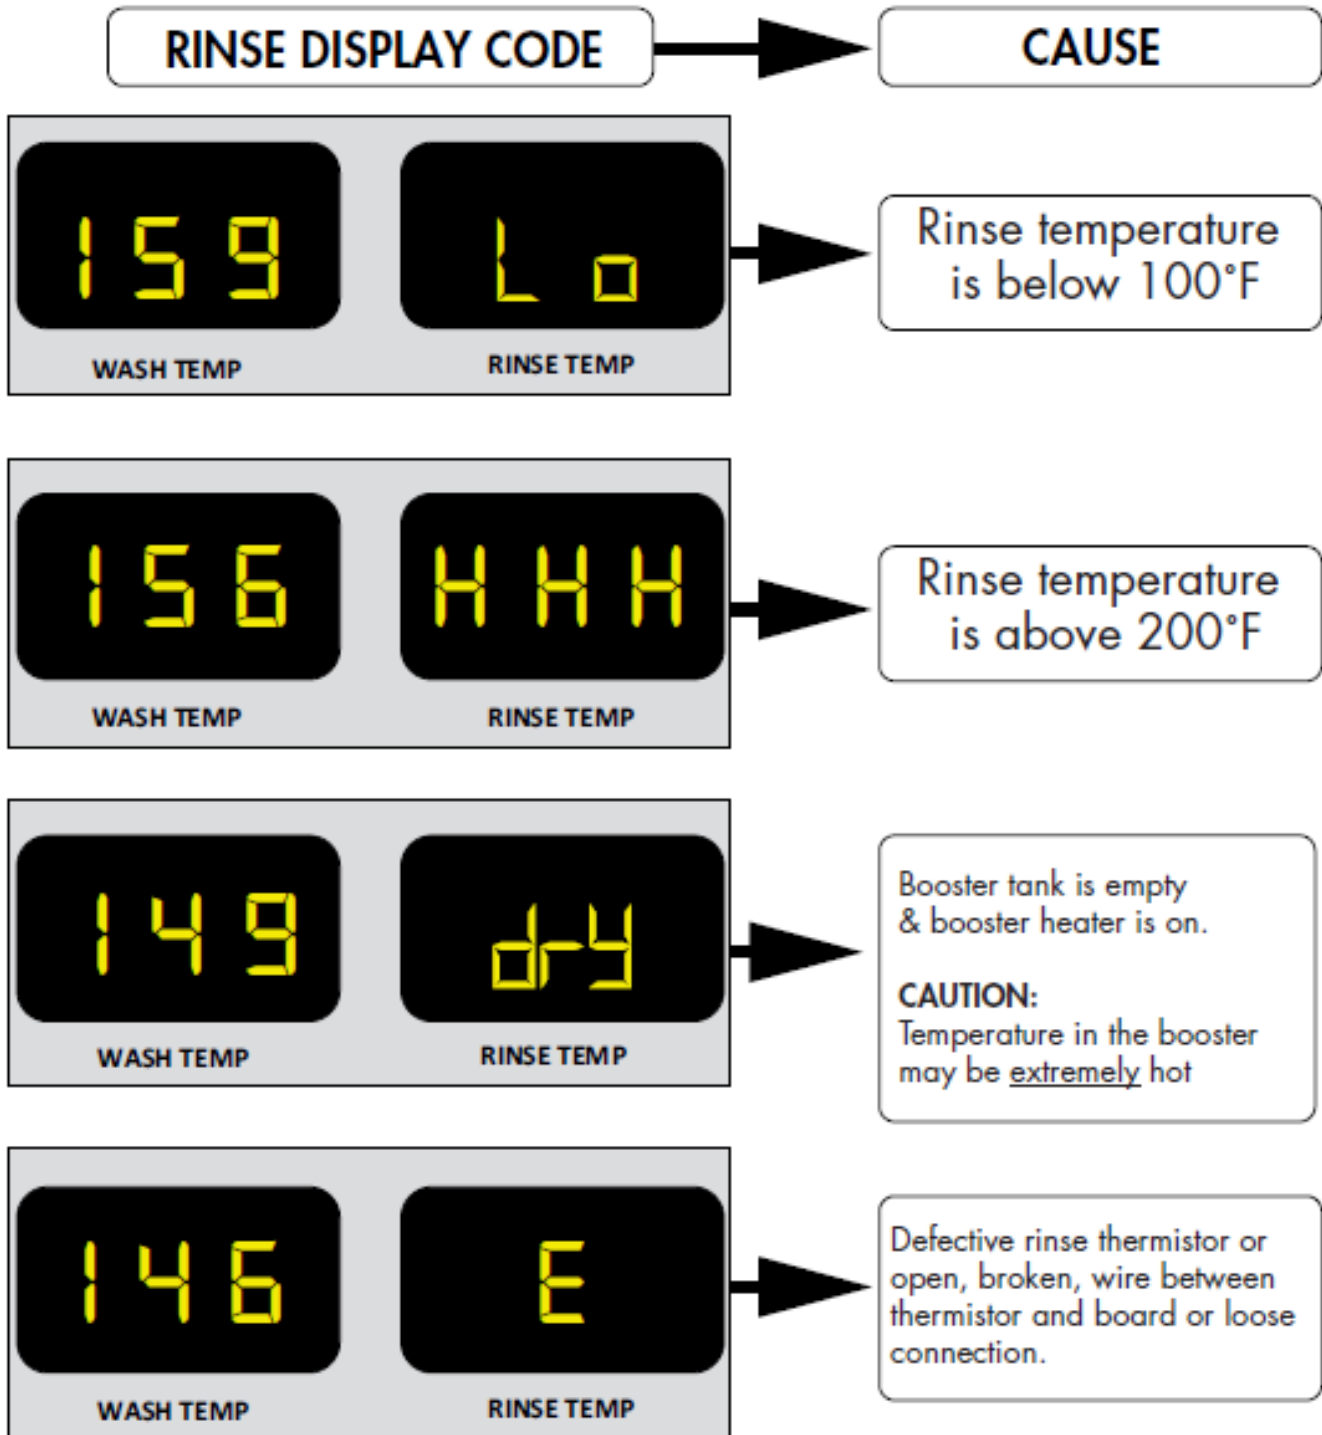 RINSE DISPLAY CODE
CAUSE
159
Lo
Rinse temperature
is below 100°F
WASH TEMP
RINSE TEMP
156
HHH
Rinse temperature
is above 200°F
WASH TEMP
RINSE TEMP
149
dry
Booster tank is empty
& booster heater is on.
CAUTION:
Temperature in the booster
may be extremely hot
WASH TEMP
RINSE TEMP
146
E
Defective rinse thermistor or
open, broken, wire between
thermistor and board or loose
connection.
WASH TEMP
RINSE TEMP